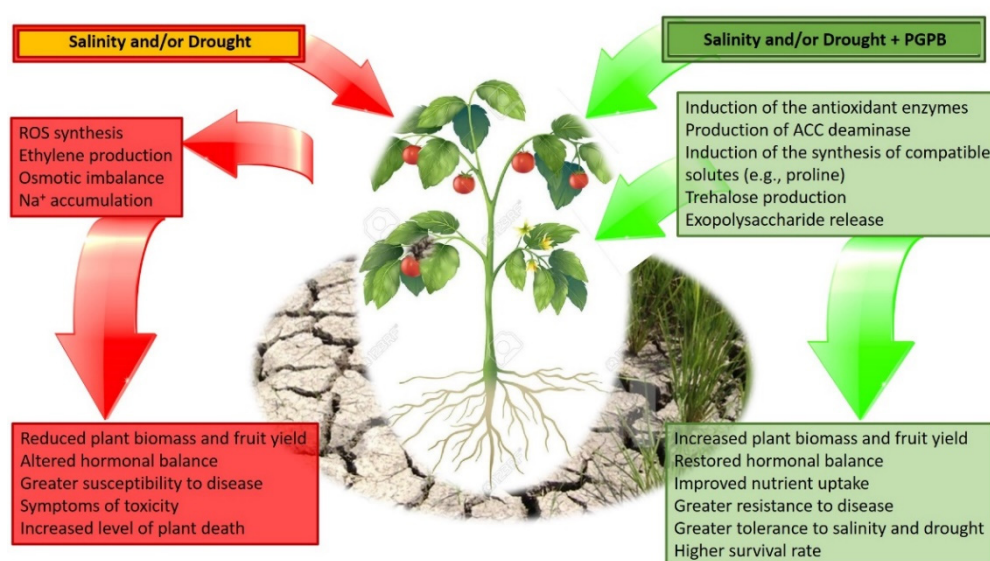 Salinity and/or Drought
Salinity and/or Drought + PGPB
ROS synthesis
Ethylene production
Osmotic imbalance
Na⁺ accumulation
Induction of the antioxidant enzymes
Production of ACC deaminase
Induction of the synthesis of compatible
solutes (e.g., proline)
Trehalose production
Exopolysaccharide release
Reduced plant biomass and fruit yield
Altered hormonal balance
Greater susceptibility to disease
Symptoms of toxicity
Increased level of plant death
Increased plant biomass and fruit yield
Restored hormonal balance
Improved nutrient uptake
Greater resistance to disease
Greater tolerance to salinity and drought
Higher survival rate